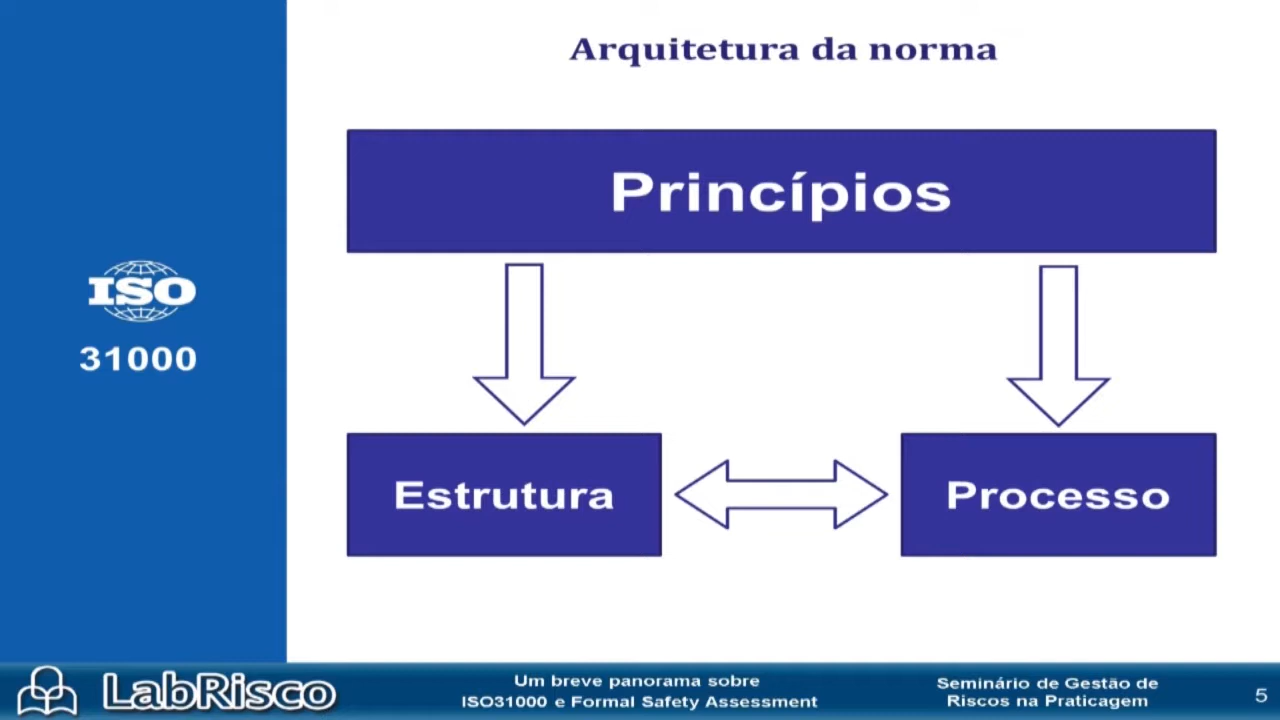 Arquitetura da norma
Princípios
ISO
31000
Estrutura
Processo
LabRisco
Um breve panorama sobre
ISO31000 e Formal Safety Assessment
Seminário de Gestão de
Riscos na Praticagem
5